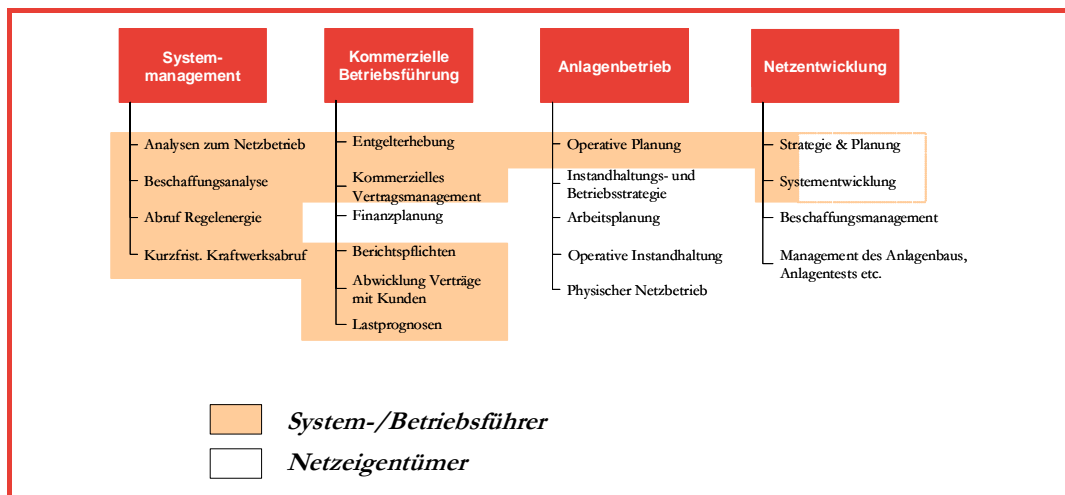 System-
management
Analysen zum Netzbetrieb
Beschaffungsanalyse
Abruf Regelenergie
Kurzfrist. Kraftwerksabruf
Kommerzielle
Betriebsführung
Entgelterhebung
Kommerzielles
Vertragsmanagement
Finanzplanung
Berichtspflichten
Abwicklung Verträge
mit Kunden
Lastprognosen
Anlagenbetrieb
Operative Planung
Instandhaltungs- und
Betriebsstrategie
Arbeitsplanung
Operative Instandhaltung
Physischer Netzbetrieb
Netzentwicklung
Strategie & Planung
Systementwicklung
Beschaffungsmanagement
Management des Anlagenbaus,
Anlagentests etc.
System-/Betriebsführer
Netzeigentümer